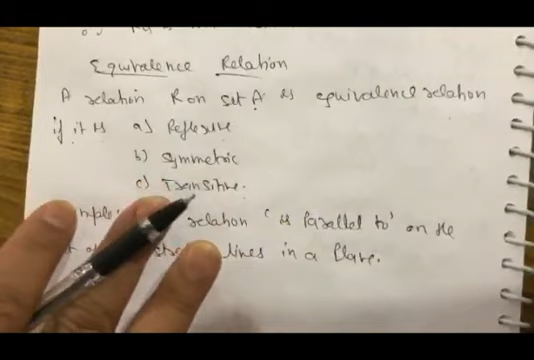 Equivalence Relation
A relation R on set A is equivalence relation
if it is a) Reflexive
b) Symmetric
c) Transitive.
relation ' is Parallel to' on the
lines in a Plane.